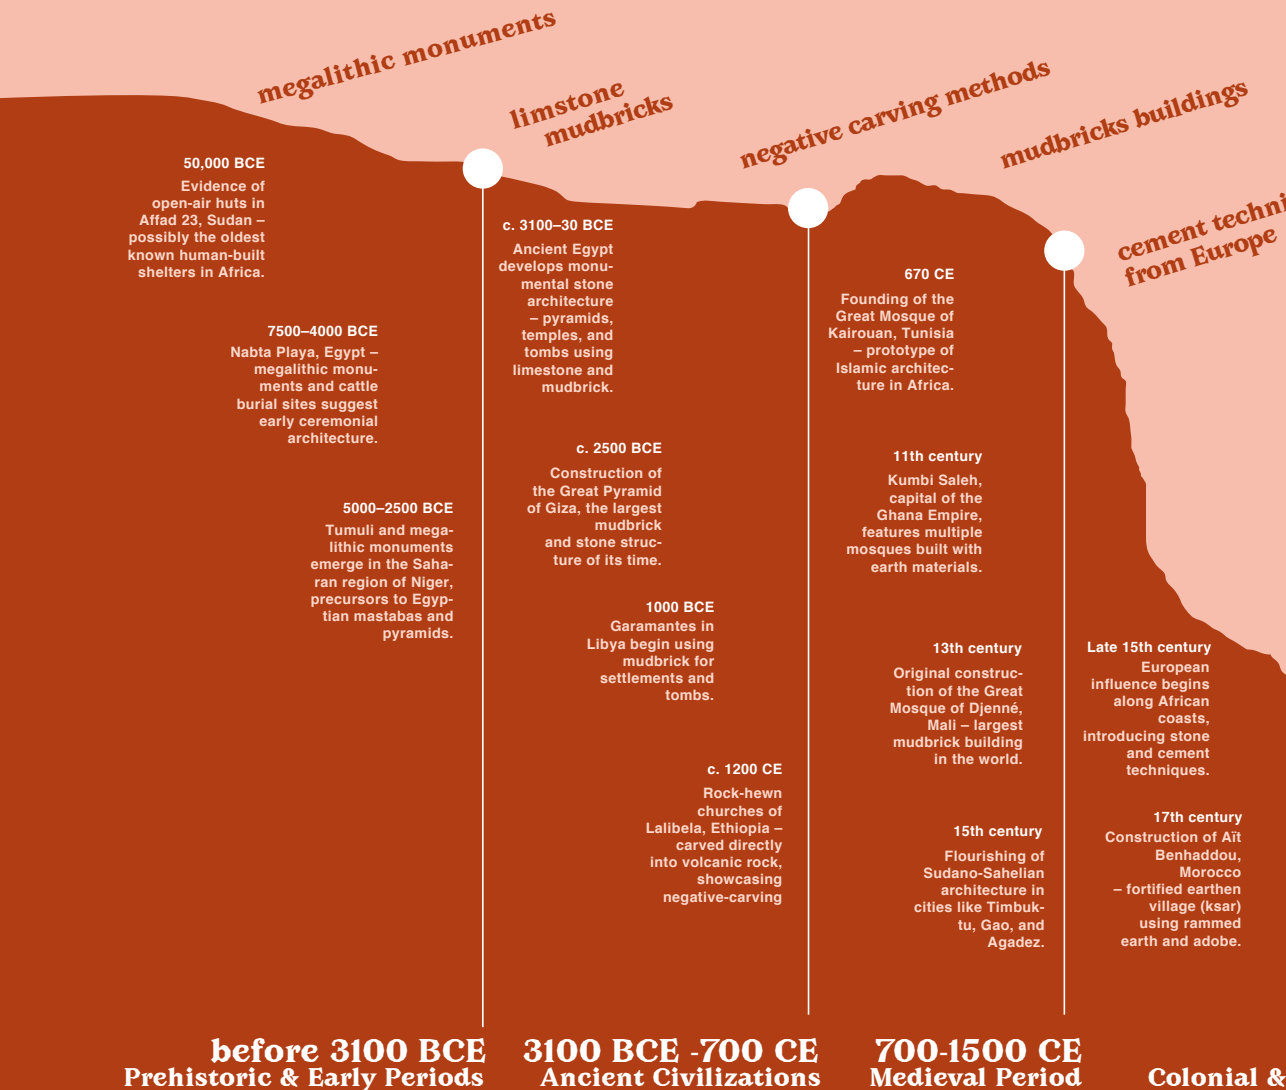 megalithic monuments
limstone
mudbricks
negative carving methods
mudbricks buildings
cement techni
from Europe
50,000 BCE
Evidence of
open-air huts in
Affad 23, Sudan –
possibly the oldest
known human-built
shelters in Africa.
7500–4000 BCE
Nabta Playa, Egypt –
megalithic monu-
ments and cattle
burial sites suggest
early ceremonial
architecture.
5000–2500 BCE
Tumuli and mega-
lithic monuments
emerge in the Saha-
ran region of Niger,
precursors to Egyp-
tian mastabas and
pyramids.
c. 3100–30 BCE
Ancient Egypt
develops monu-
mental stone
architecture
– pyramids,
temples, and
tombs using
limestone and
mudbrick.
c. 2500 BCE
Construction of
the Great Pyramid
of Giza, the largest
mudbrick
and stone struc-
ture of its time.
1000 BCE
Garamantes in
Libya begin using
mudbrick for
settlements and
tombs.
c. 1200 CE
Rock-hewn
churches of
Lalibela, Ethiopia –
carved directly
into volcanic rock,
showcasing
negative-carving
670 CE
Founding of the
Great Mosque of
Kairouan, Tunisia
– prototype of
Islamic architec-
ture in Africa.
11th century
Kumbi Saleh,
capital of the
Ghana Empire,
features multiple
mosques built with
earth materials.
13th century
Original construc-
tion of the Great
Mosque of Djenné,
Mali – largest
mudbrick building
in the world.
15th century
Flourishing of
Sudano-Sahelian
architecture in
cities like Timbuk-
tu, Gao, and
Agadez.
Late 15th century
European
influence begins
along African
coasts,
introducing stone
and cement
techniques.
17th century
Construction of Aït
Benhaddou,
Morocco
– fortified earthen
village (ksar)
using rammed
earth and adobe.
before 3100 BCE
Prehistoric & Early Periods
3100 BCE -700 CE
Ancient Civilizations
700-1500 CE
Medieval Period
Colonial &